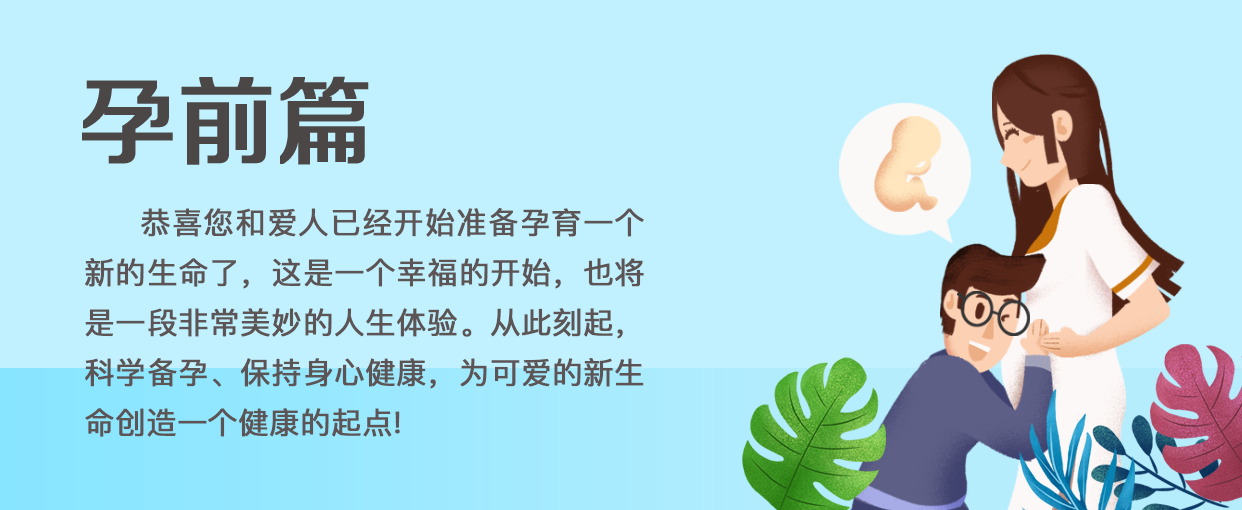 孕前篇
恭喜您和爱人已经开始准备孕育一个
新的生命了，这是一个幸福的开始，也将
是一段非常美妙的人生体验。从此刻起，
科学备孕、保持身心健康，为可爱的新生
命创造一个健康的起点!